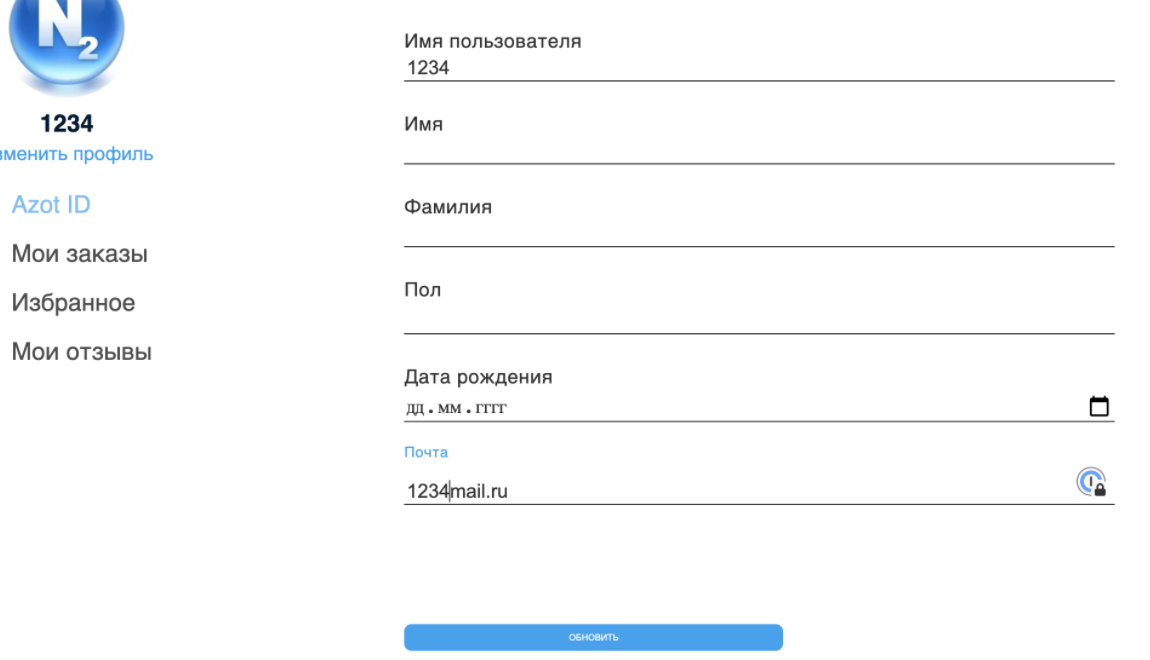 N2
1234
зменить профиль
Azot ID
Мои заказы
Избранное
Мои отзывы
Имя пользователя
1234
Имя
Фамилия
Пол
Дата рождения
дд.мм.гггг
Почта
1234mail.ru
ОБНОВИТЬ